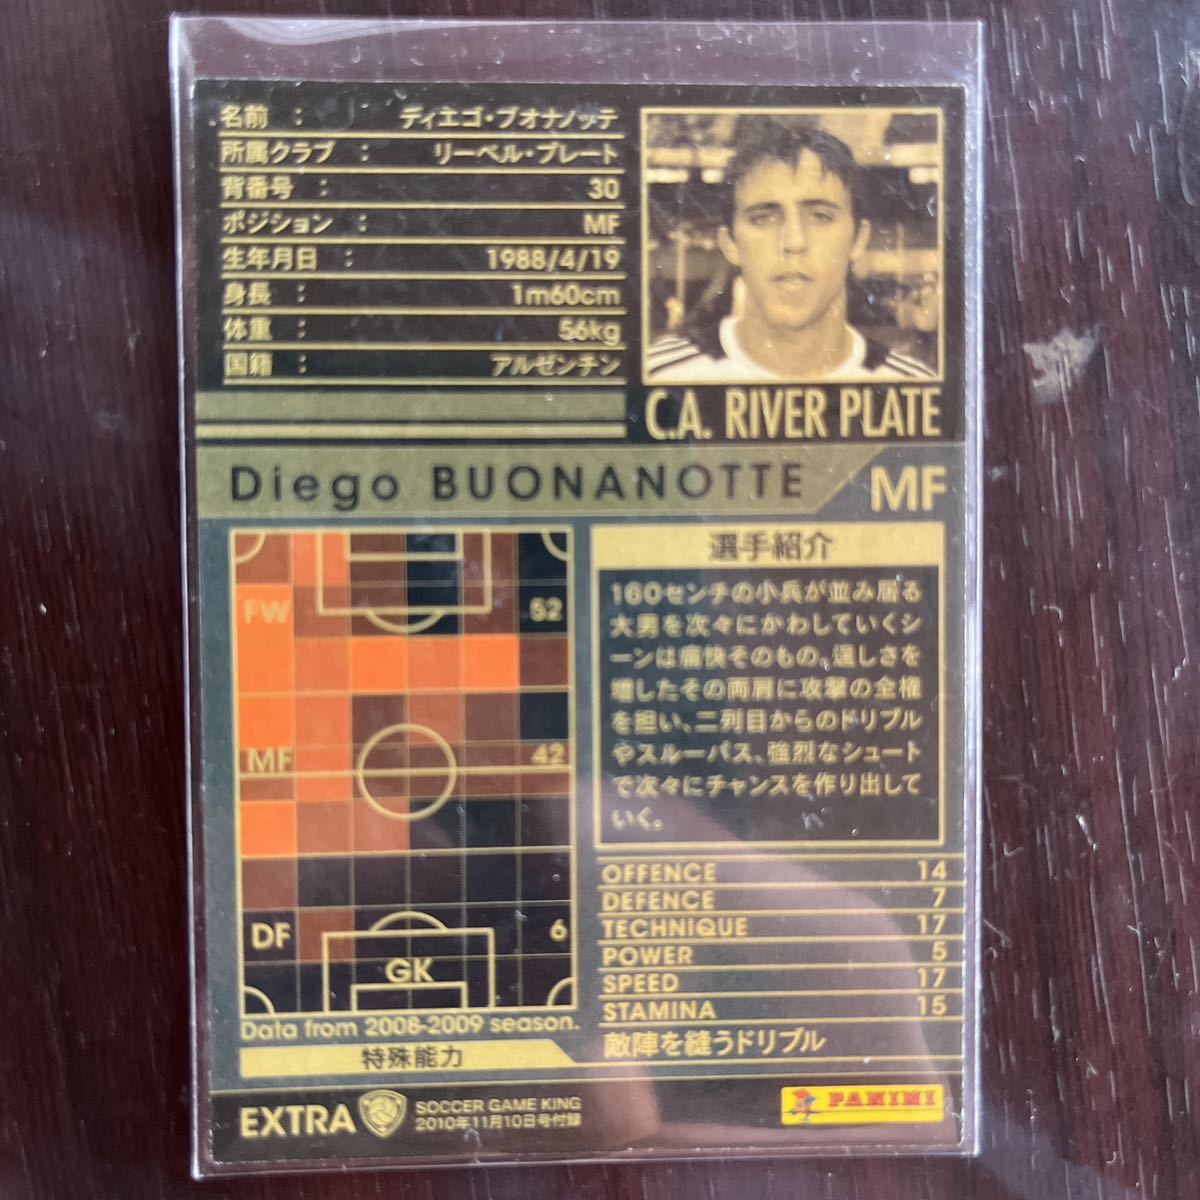 名前 : ディエゴ・ブオナノッテ
所属クラブ : リーベル・プレート
背番号 : 30
ポジション : MF
生年月日 : 1988/4/19
身長 : 1m60cm
体重 : 56kg
国籍 : アルゼンチン
C.A. RIVER PLATE
Diego BUONANOTTE
MF
FW 52
MF 42
DF 6
GK
Data from 2008-2009 season.
特殊能力
選手紹介
160センチの小兵が並み居る
大男を次々にかわしていくシ
ーンは痛快そのもの。逞しさを
増したその両肩に攻撃の全権
を担い、二列目からのドリブル
やスルーパス、強烈なシュート
で次々にチャンスを作り出して
いく。
OFFENCE 14
DEFENCE 7
TECHNIQUE 17
POWER 5
SPEED 17
STAMINA 15
敵陣を縫うドリブル
EXTRA
SOCCER GAME KING
2010年11月10日号付録
PANINI